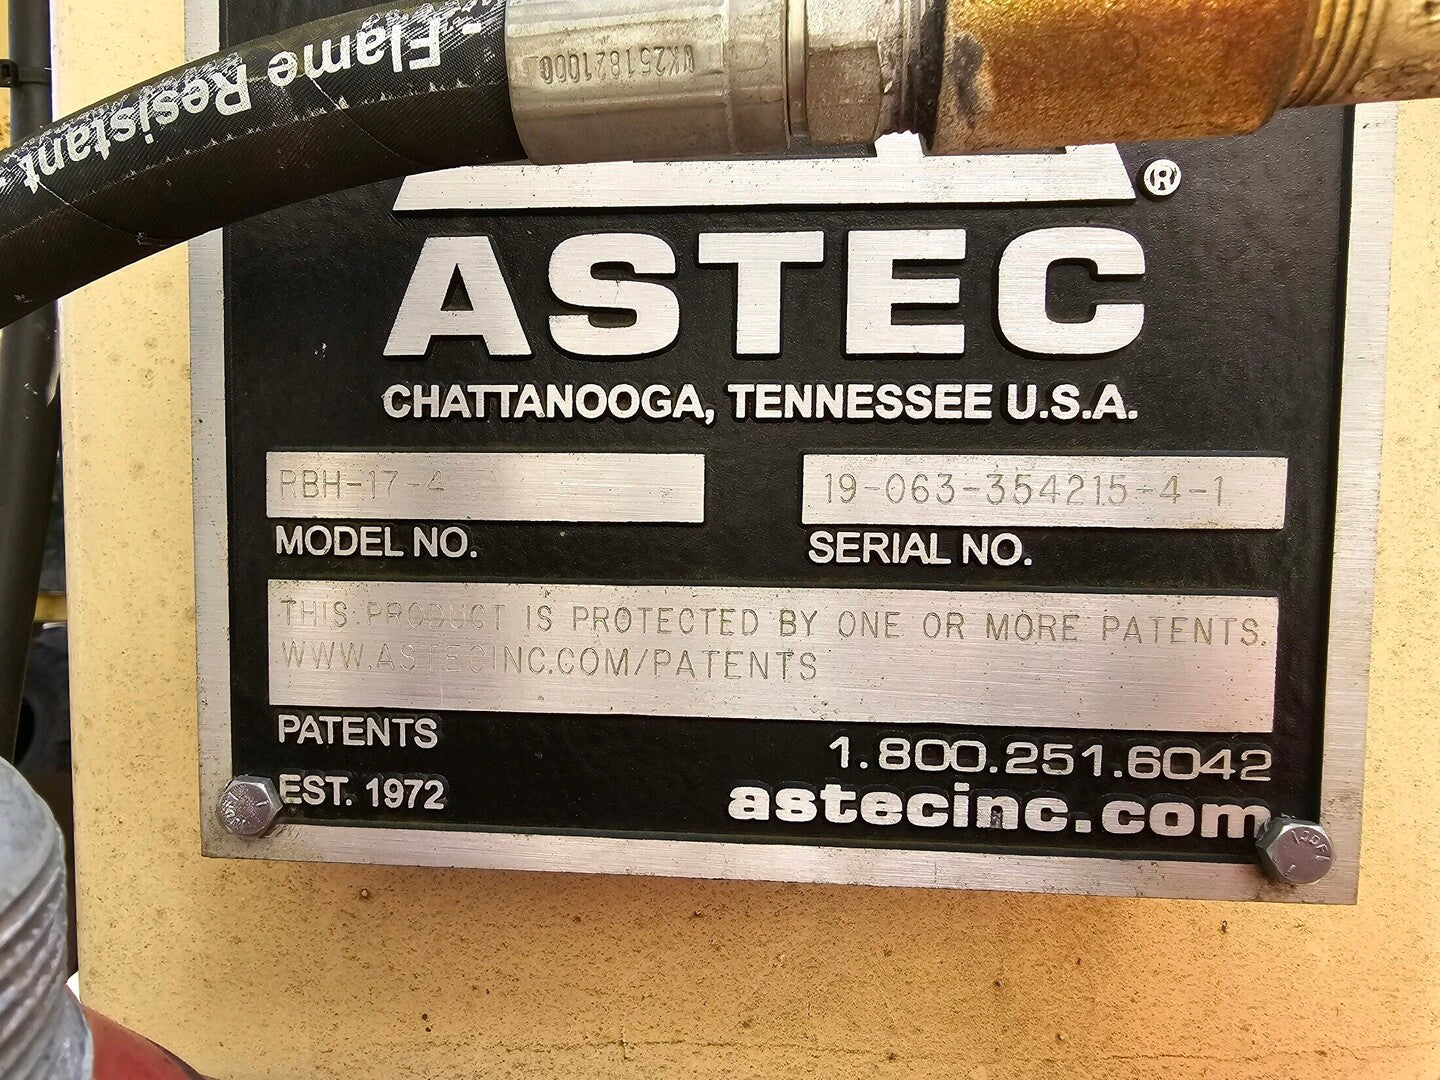 -Flame Resistant-
WK251821000
®
ASTEC
CHATTANOOGA, TENNESSEE U.S.A.
RBH-17-4
MODEL NO.
19-063-354215-4-1
SERIAL NO.
THIS PRODUCT IS PROTECTED BY ONE OR MORE PATENTS.
WWW.ASTECINC.COM/PATENTS
PATENTS
1.800.251.6042
EST. 1972
astecinc.com